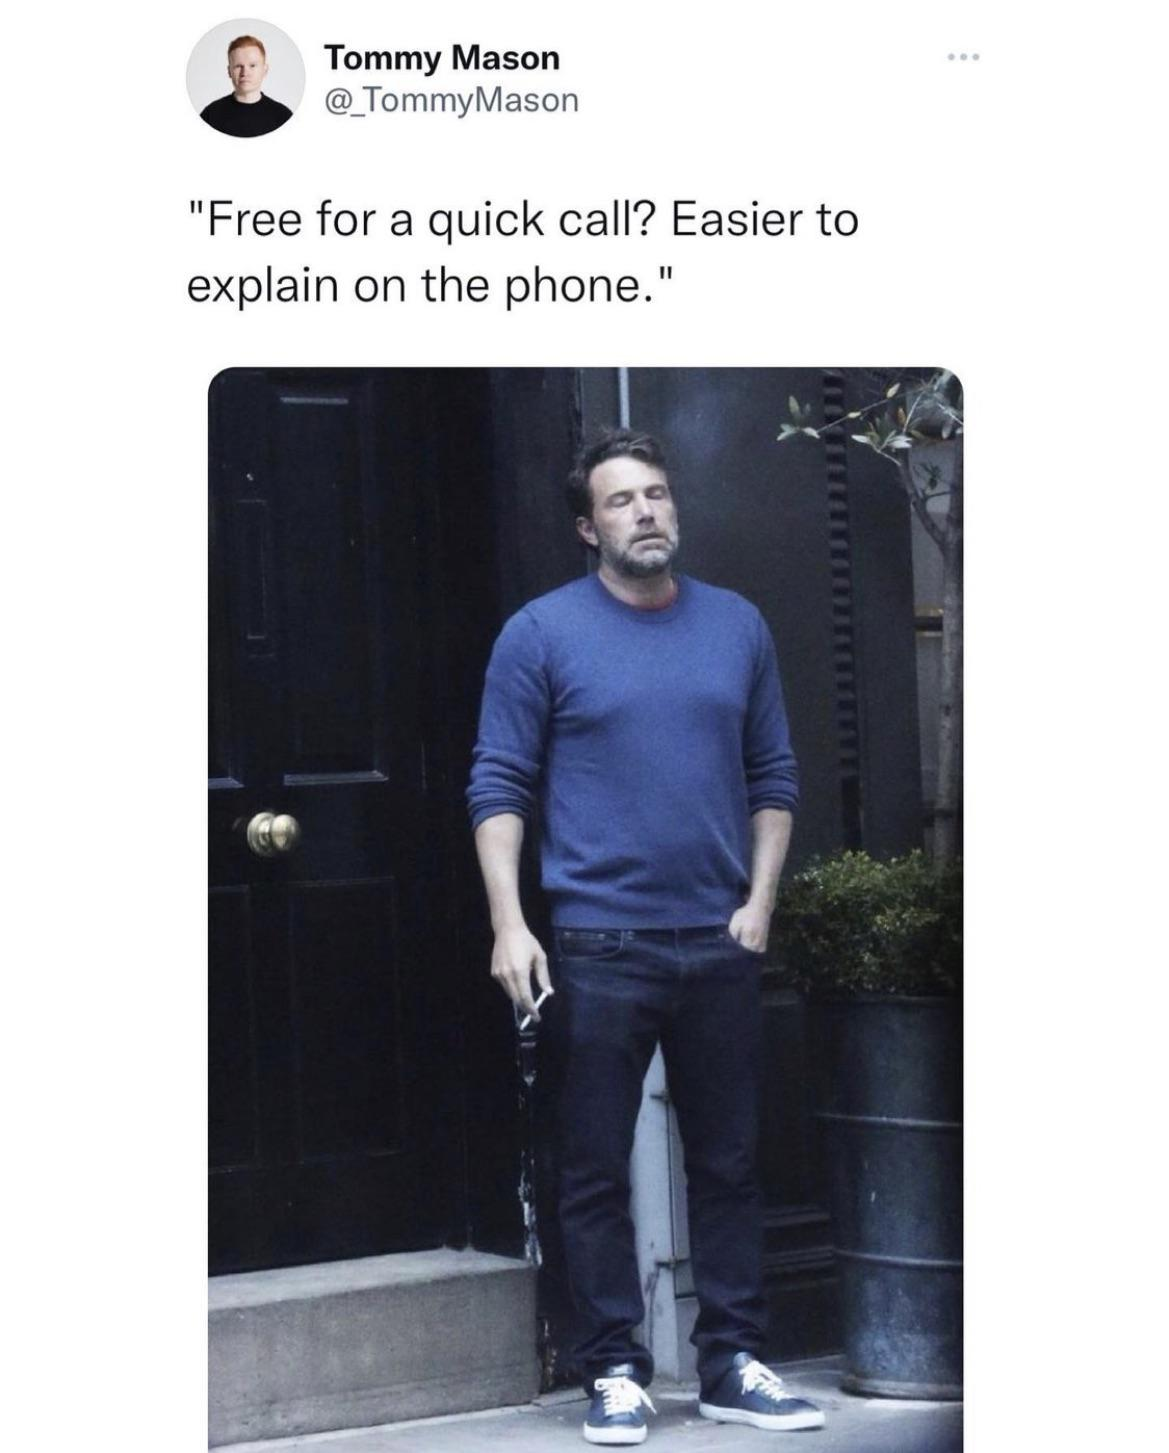 Tommy Mason
@_TommyMason
"Free for a quick call? Easier to
explain on the phone."